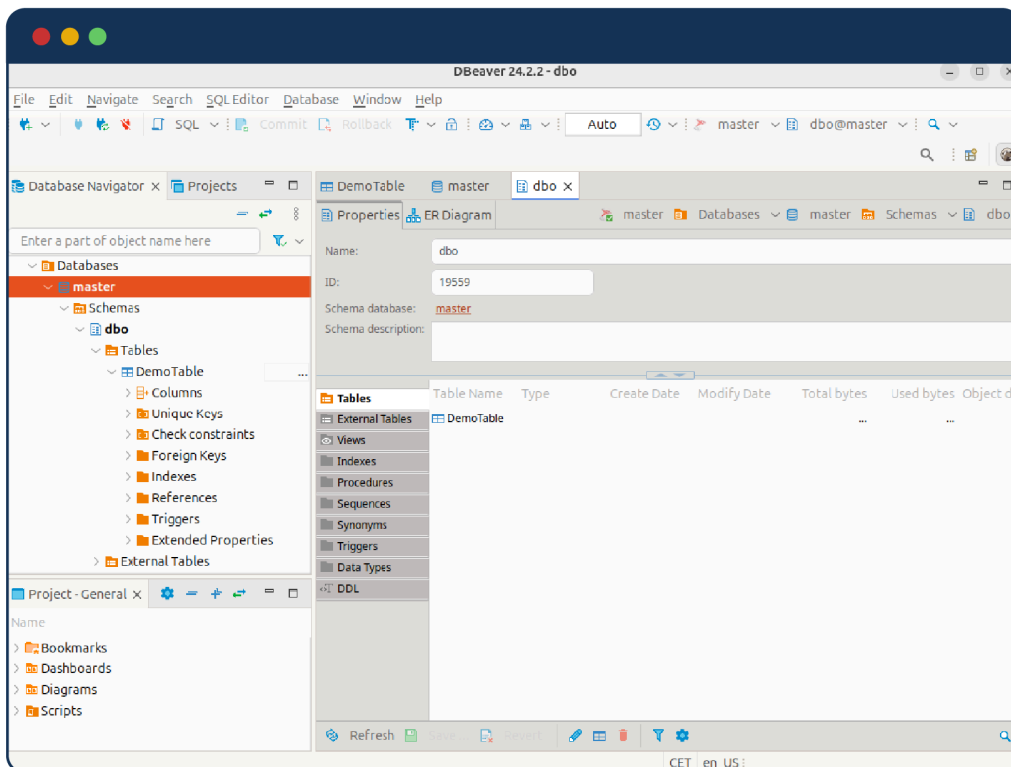 DBeaver 24.2.2 - dbo
File Edit Navigate Search SQL Editor Database Window Help
SQL Commit Rollback Auto master dbo@master
Database Navigator Projects
Enter a part of object name here
Databases
master
Schemas
dbo
Tables
DemoTable ...
Columns
Unique Keys
Check constraints
Foreign Keys
Indexes
References
Triggers
Extended Properties
External Tables
Project - General
Name
Bookmarks
Dashboards
Diagrams
Scripts
DemoTable master dbo
Properties ER Diagram master Databases master Schemas dbo
Name: dbo
ID: 19559
Schema database: master
Schema description:
Tables
External Tables
Views
Indexes
Procedures
Sequences
Synonyms
Triggers
Data Types
DDL
Table Name Type Create Date Modify Date Total bytes Used bytes Object d
DemoTable ... ...
Refresh Save Revert
CET en_US